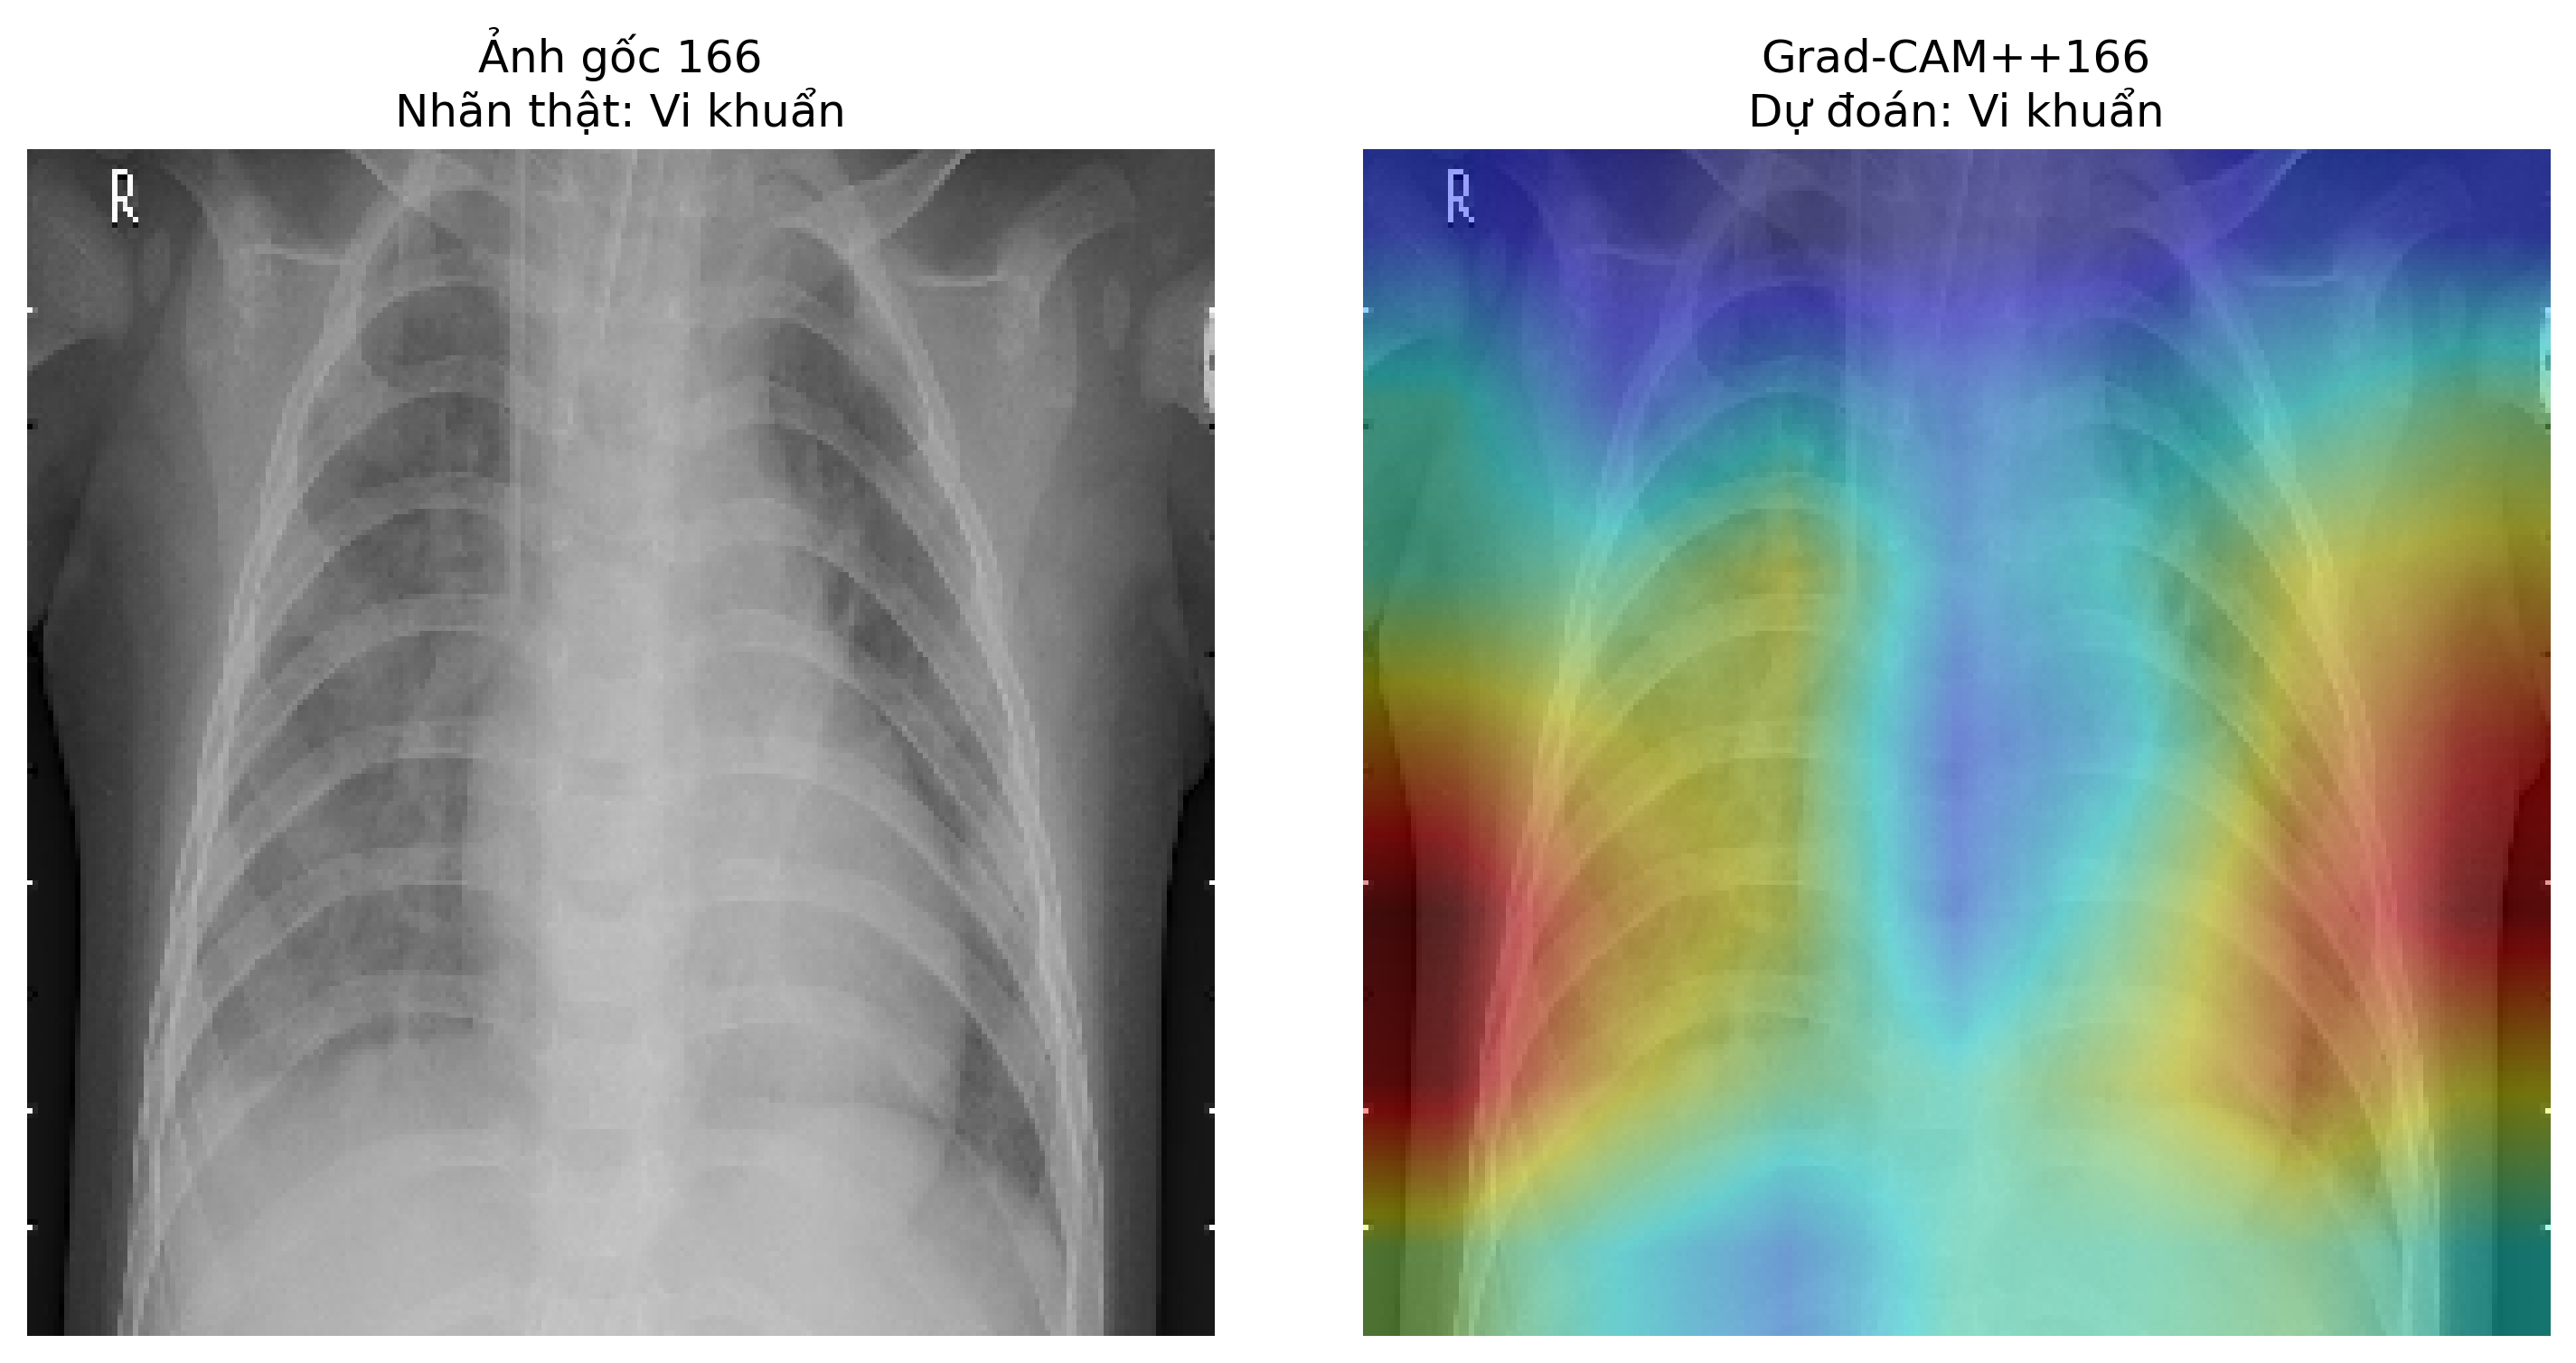 Ảnh gốc 166
Nhãn thật: Vi khuẩn
R
Grad-CAM++166
Dự đoán: Vi khuẩn
R